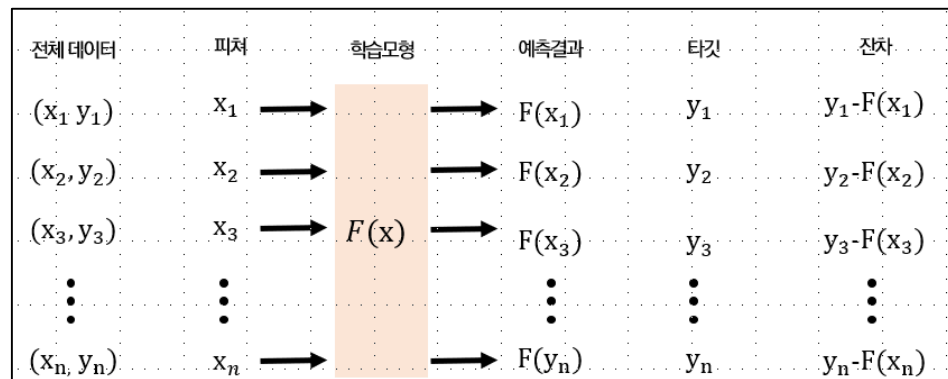 전체 데이터 피쳐 학습모형 예측결과 타깃 잔차
(x₁ y₁) x₁ F(x₁) y₁ y₁-F(x₁)
(x₂, y₂) x₂ F(x₂) y₂ y₂-F(x₂)
(x₃, y₃) x₃ F(x) F(x₃) y₃ y₃-F(x₃)
(xₙ, yₙ) xₙ F(yₙ) yₙ yₙ-F(xₙ)